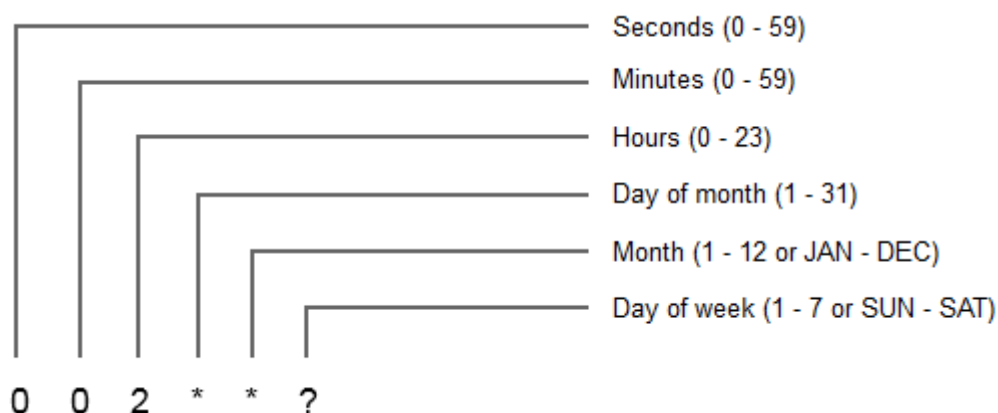 Seconds (0 - 59)
Minutes (0 - 59)
Hours (0 - 23)
Day of month (1 - 31)
Month (1 - 12 or JAN - DEC)
Day of week (1 - 7 or SUN - SAT)
0 0 2 * * ?